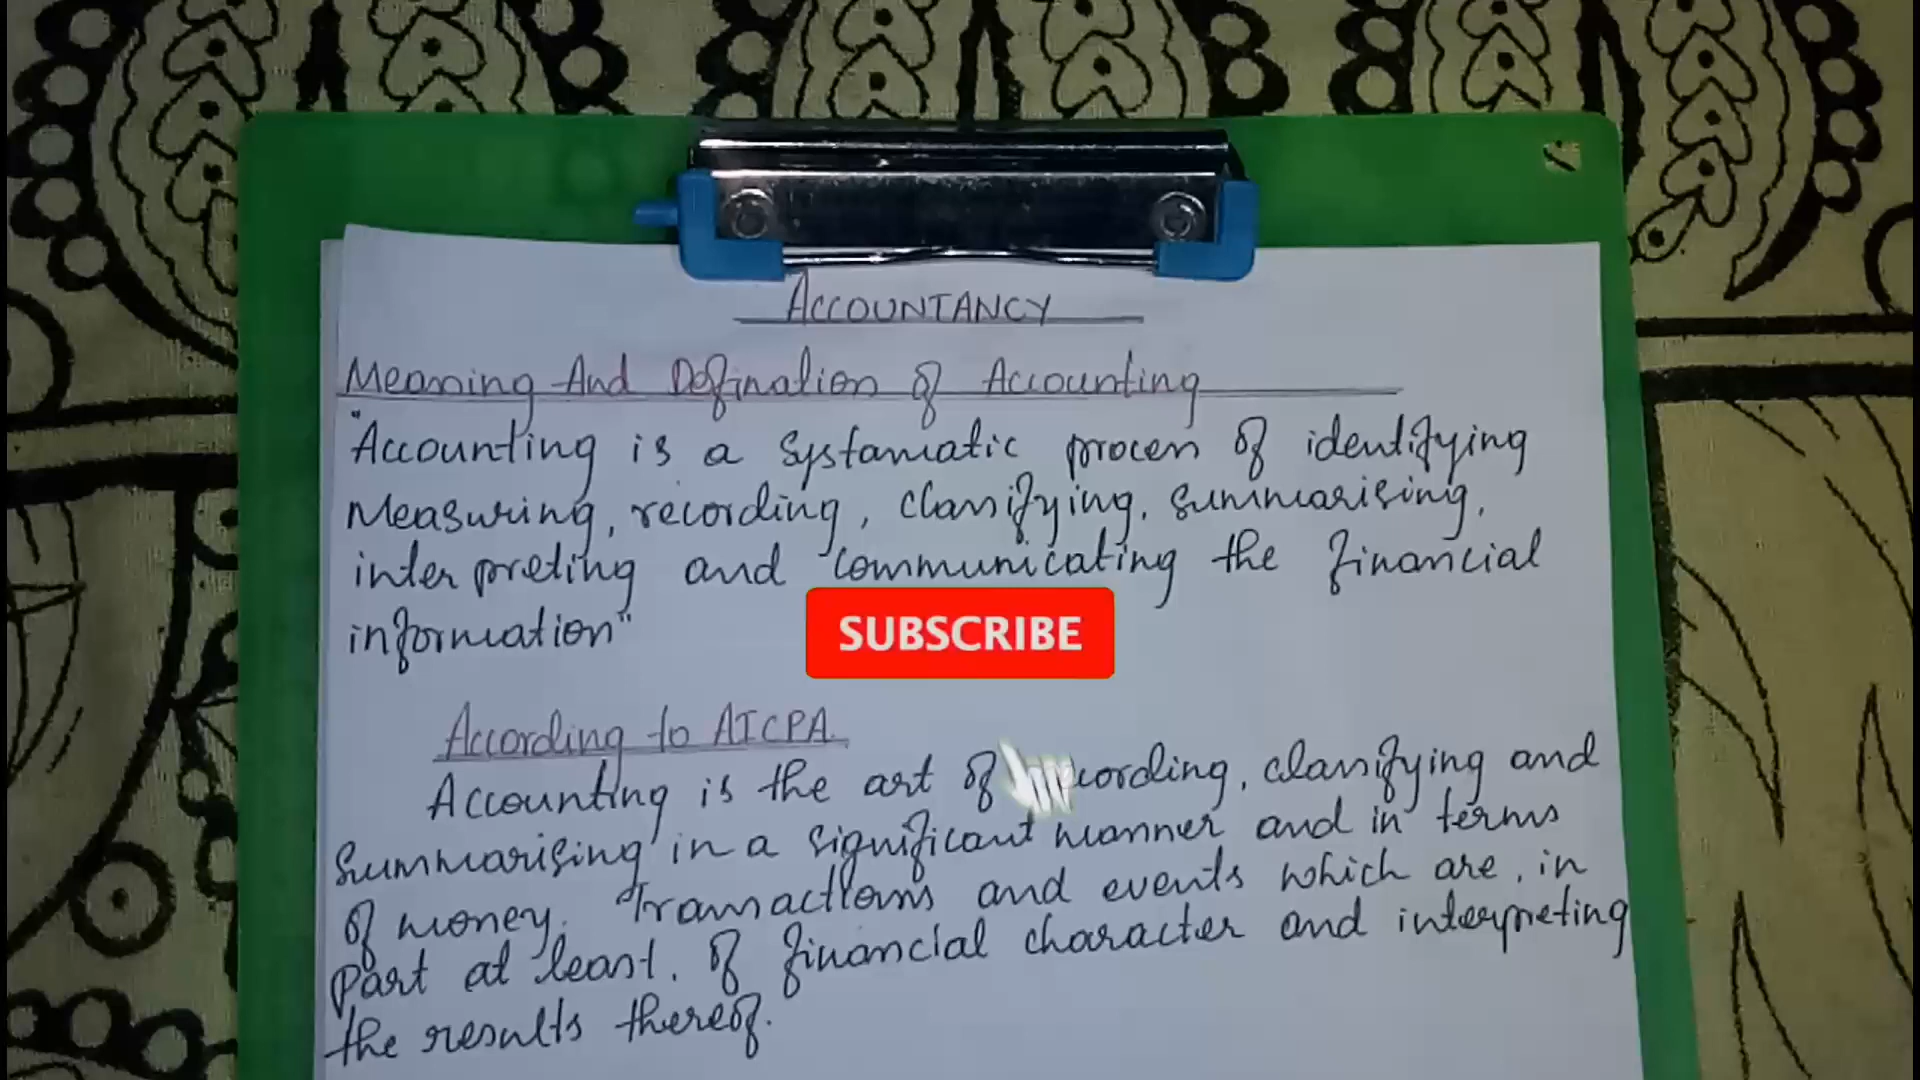 ACCOUNTANCY
Meaning And Defination of Accounting
"Accounting is a Systamatic process of identifying
Measuring, recording, classifying, summarising,
interpreting and communicating the financial
information"
SUBSCRIBE
According to AICPA.
Accounting is the art of recording, classifying and
Summarising in a significant manner and in terms
of money. Transactions and events which are, in
part at least, of financial character and interpreting
the results thereof.